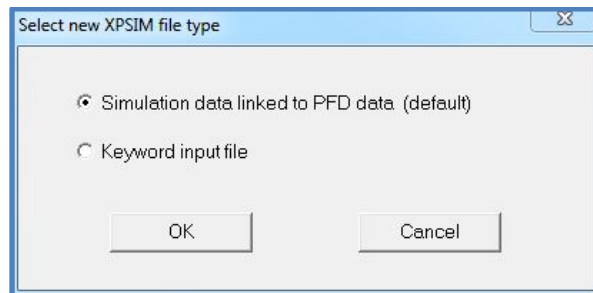 Select new XPSIM file type
Simulation data linked to PFD data (default)
Keyword input file
OK
Cancel